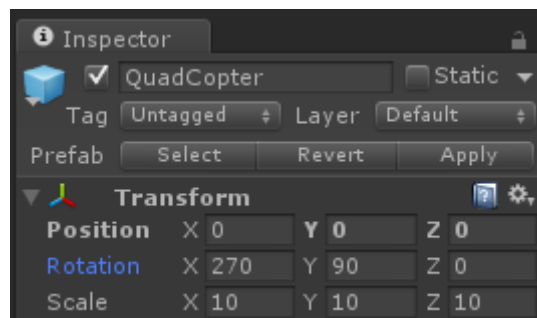 Inspector
QuadCopter Static
Tag Untagged Layer Default
Prefab Select Revert Apply
Transform
Position X 0 Y 0 Z 0
Rotation X 270 Y 90 Z 0
Scale X 10 Y 10 Z 10